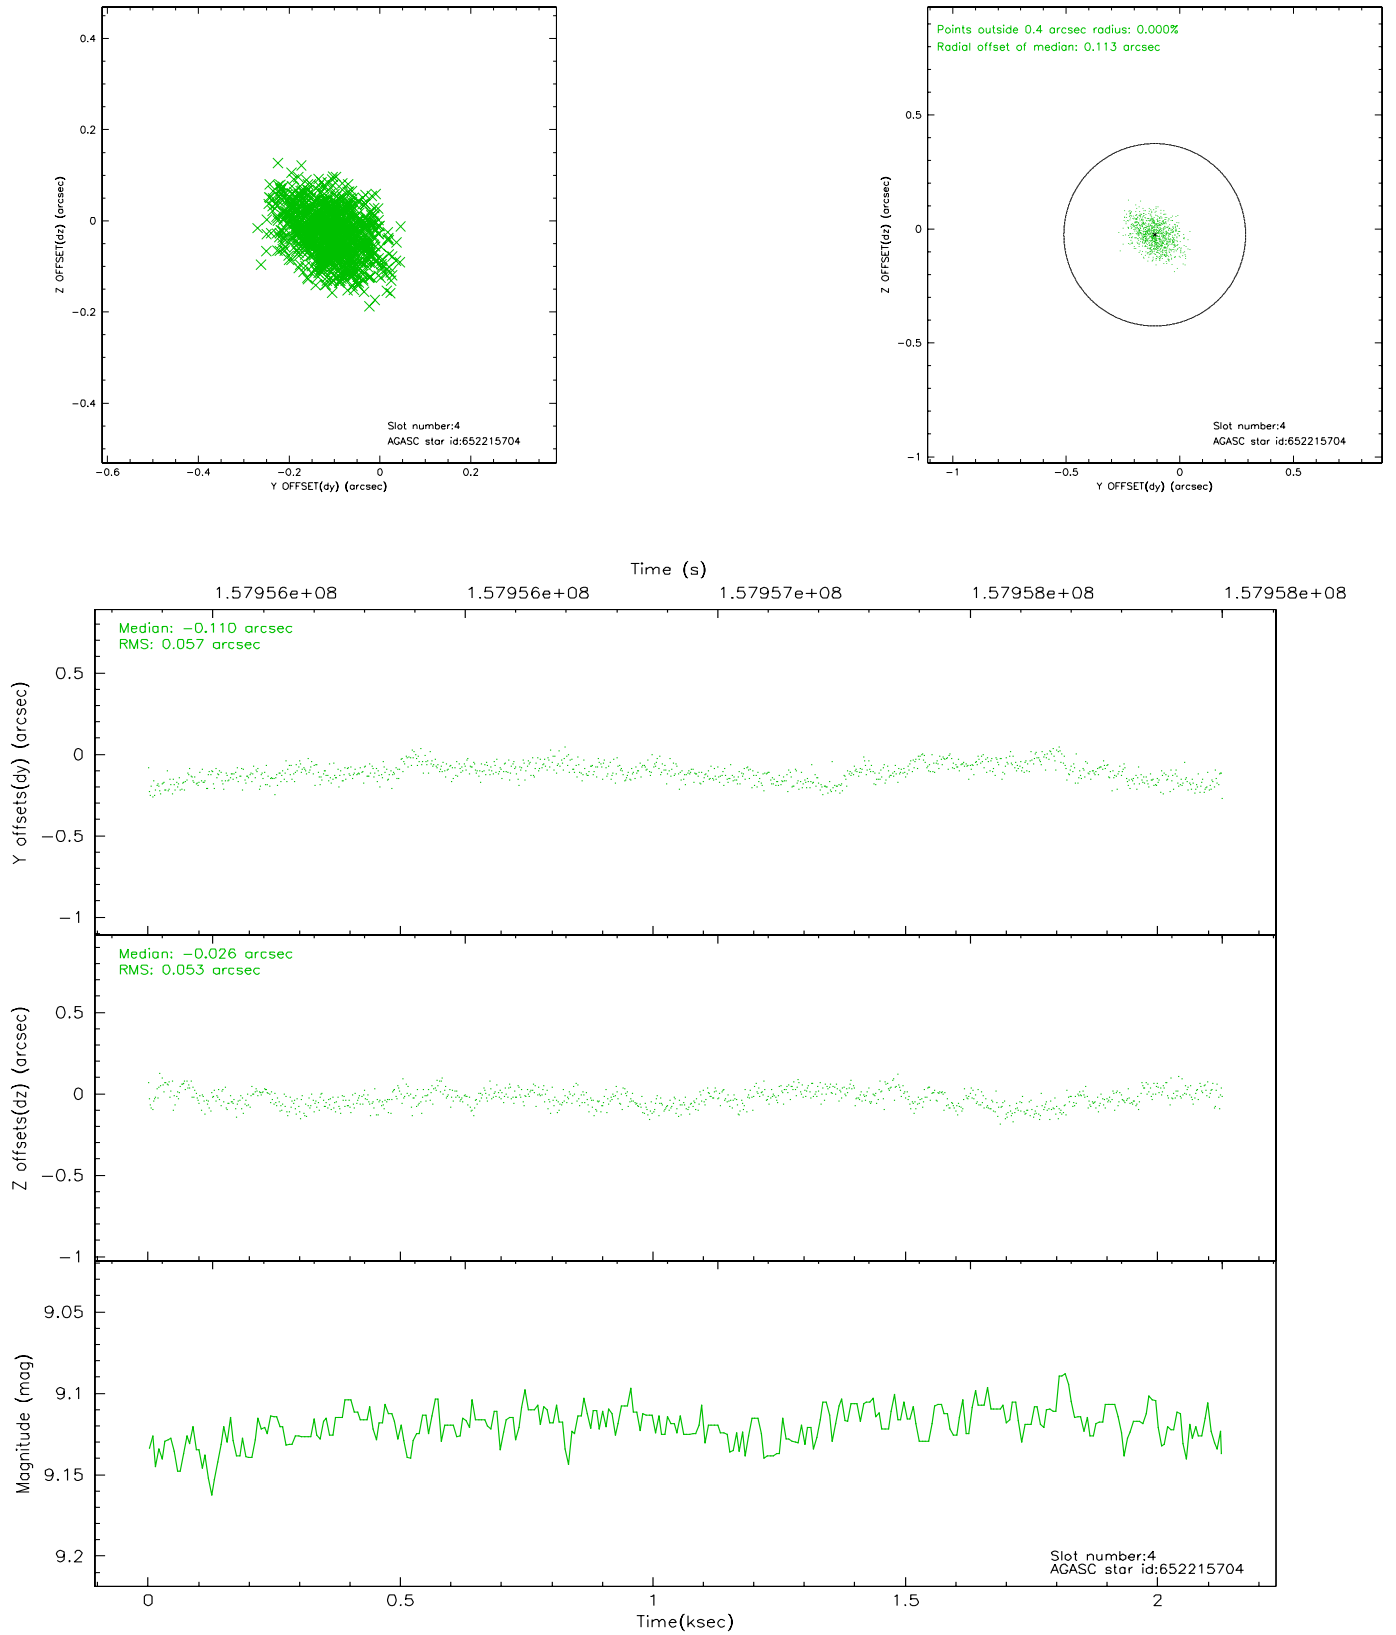 0.4
0.2
0
−0.2
−0.4
Z OFFSET(dz) (arcsec)
Slot number:4
AGASC star id:652215704
−0.6 −0.4 −0.2 0 0.2
Y OFFSET(dy) (arcsec)
Points outside 0.4 arcsec radius: 0.000%
Radial offset of median: 0.113 arcsec
0.5
0
−0.5
−1
Z OFFSET(dz) (arcsec)
Slot number:4
AGASC star id:652215704
−1 −0.5 0 0.5
Y OFFSET(dy) (arcsec)
Time (s)
1.57956e+08 1.57956e+08 1.57957e+08 1.57958e+08 1.57958e+08
Median: −0.110 arcsec
RMS: 0.057 arcsec
0.5
0
−0.5
−1
Y offsets(dy) (arcsec)
Median: −0.026 arcsec
RMS: 0.053 arcsec
0.5
0
−0.5
−1
Z offsets(dz) (arcsec)
9.05
9.1
9.15
9.2
Magnitude (mag)
Slot number:4
AGASC star id:652215704
0 0.5 1 1.5 2
Time(ksec)